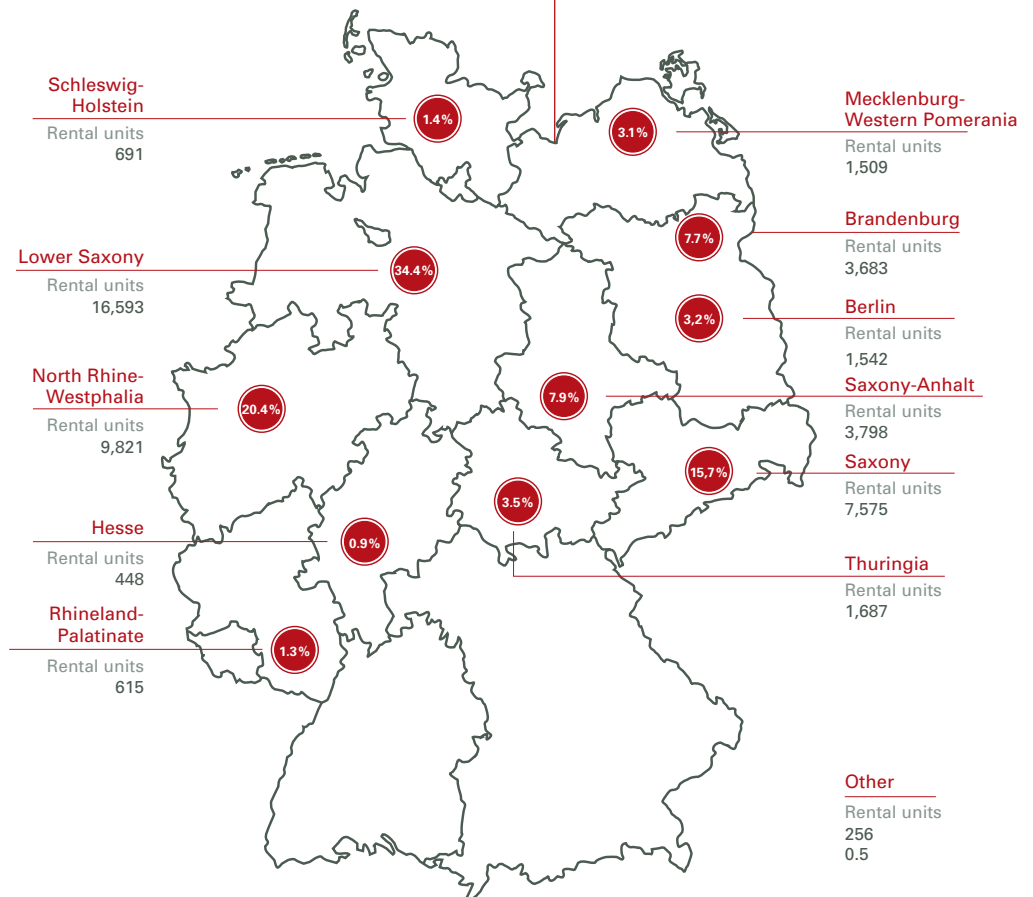 Schleswig-
Holstein
Rental units
691
1.4%
Lower Saxony
Rental units
16,593
34.4%
North Rhine-
Westphalia
Rental units
9,821
20.4%
Hesse
Rental units
448
0.9%
Rhineland-
Palatinate
Rental units
615
1.3%
3.1%
Mecklenburg-
Western Pomerania
Rental units
1,509
7.7%
Brandenburg
Rental units
3,683
3,2%
Berlin
Rental units
1,542
7.9%
Saxony-Anhalt
Rental units
3,798
15,7%
Saxony
Rental units
7,575
3.5%
Thuringia
Rental units
1,687
Other
Rental units
256
0.5